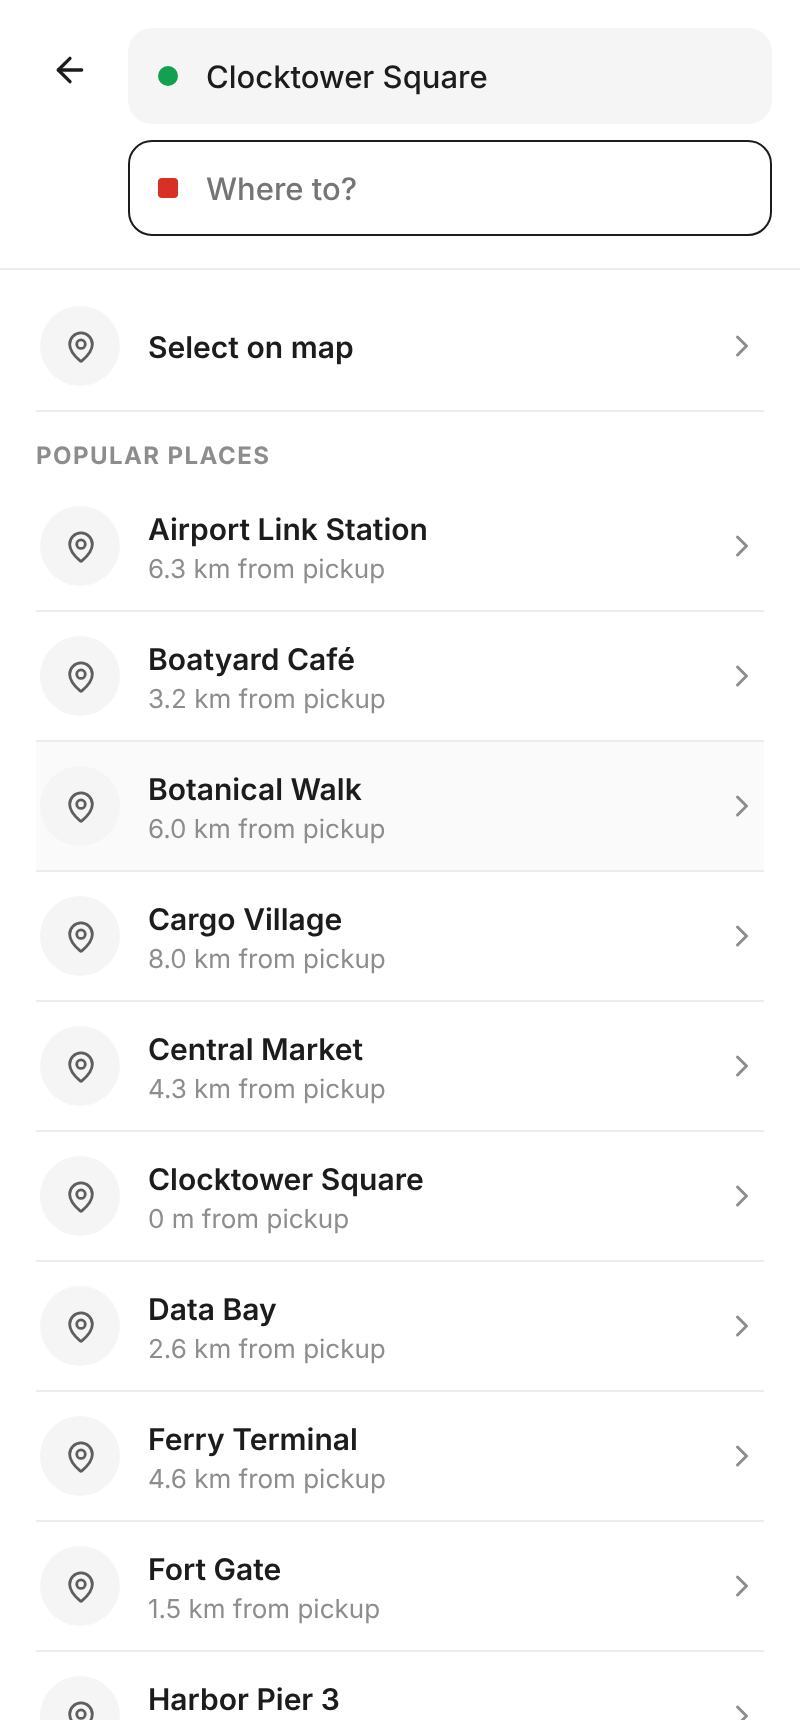 Clocktower Square
Where to?
Select on map
POPULAR PLACES
Airport Link Station
6.3 km from pickup
Boatyard Café
3.2 km from pickup
Botanical Walk
6.0 km from pickup
Cargo Village
8.0 km from pickup
Central Market
4.3 km from pickup
Clocktower Square
0 m from pickup
Data Bay
2.6 km from pickup
Ferry Terminal
4.6 km from pickup
Fort Gate
1.5 km from pickup
Harbor Pier 3